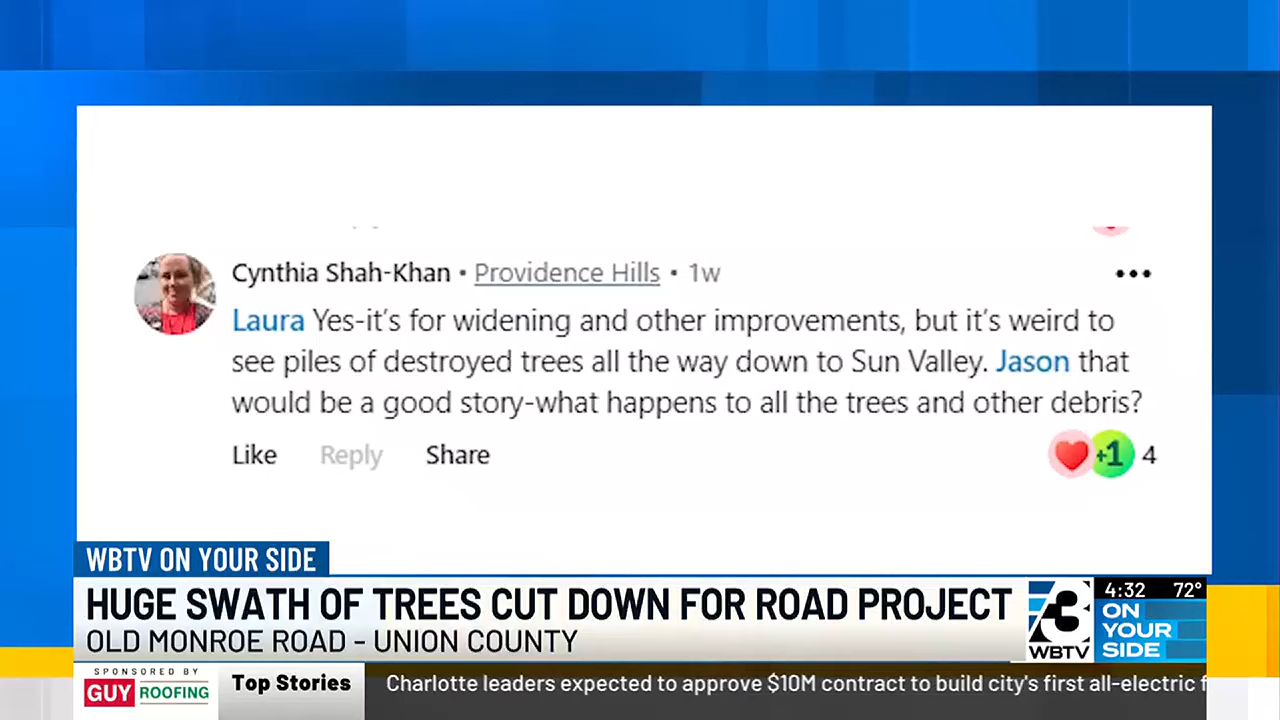 Cynthia Shah-Khan • Providence Hills • 1w
•••
Laura Yes-it's for widening and other improvements, but it's weird to
see piles of destroyed trees all the way down to Sun Valley. Jason that
would be a good story-what happens to all the trees and other debris?
Like Reply Share
+1 4
WBTV ON YOUR SIDE
HUGE SWATH OF TREES CUT DOWN FOR ROAD PROJECT
OLD MONROE ROAD - UNION COUNTY
3
WBTV
4:32 72°
ON
YOUR
SIDE
SPONSORED BY
GUY ROOFING
Top Stories
Charlotte leaders expected to approve $10M contract to build city's first all-electric f